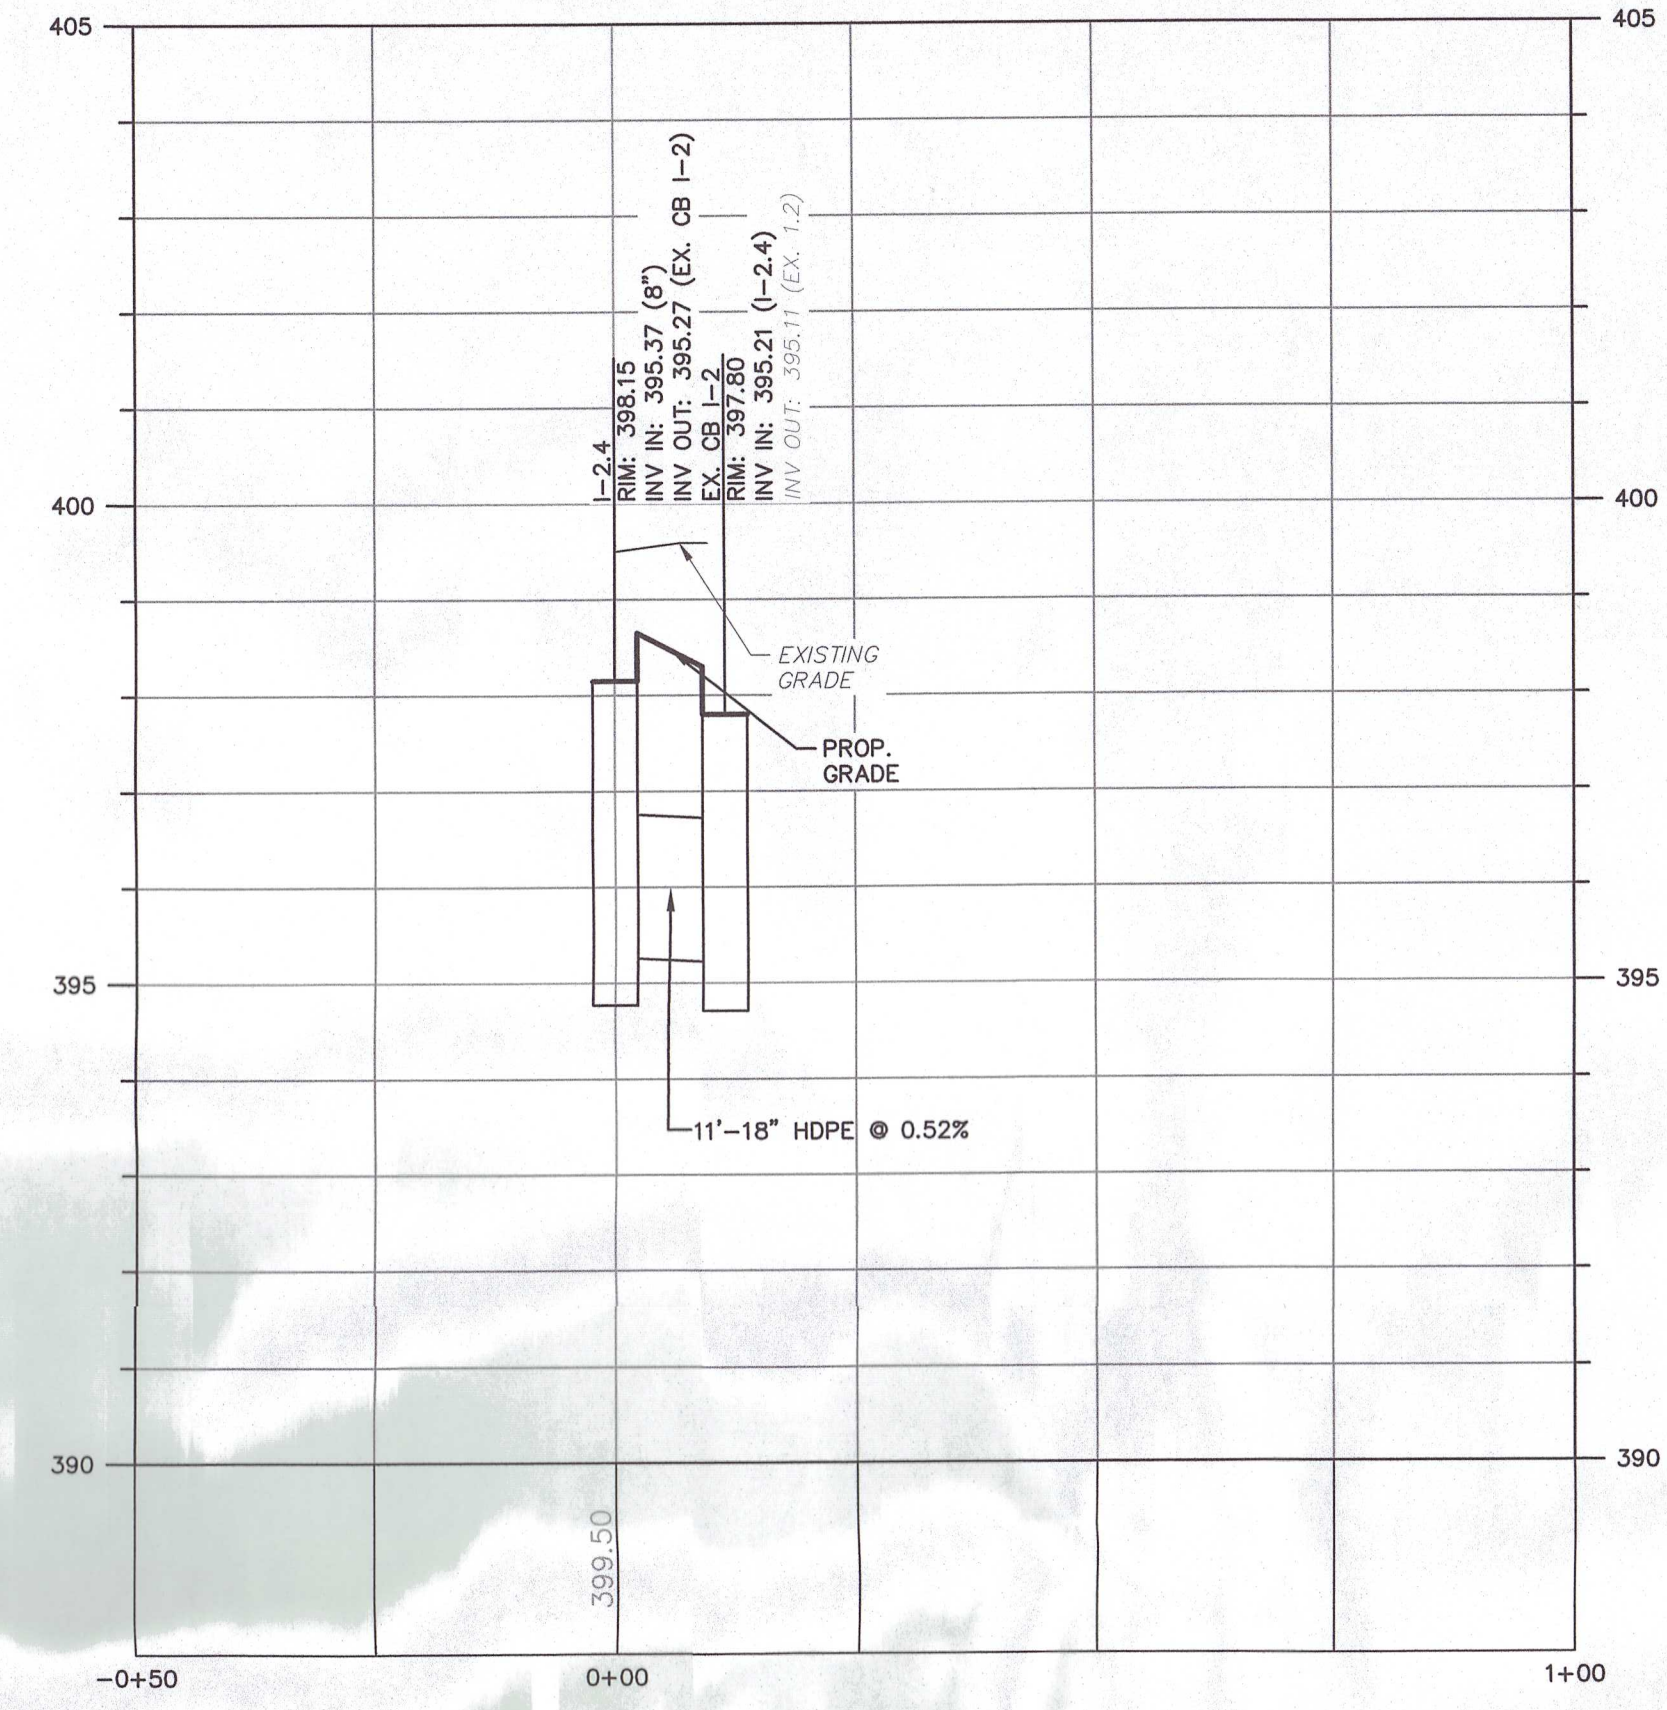 405
405
I-2.4
RIM: 398.15
INV IN: 395.37 (8")
INV OUT: 395.27 (EX. CB I-2)
EX. CB I-2
RIM: 397.80
INV IN: 395.21 (I-2.4)
INV OUT: 395.11 (EX. 1.2)
400
400
EXISTING
GRADE
PROP.
GRADE
395
395
11'-18" HDPE @ 0.52%
390
390
399.50
-0+50
0+00
1+00